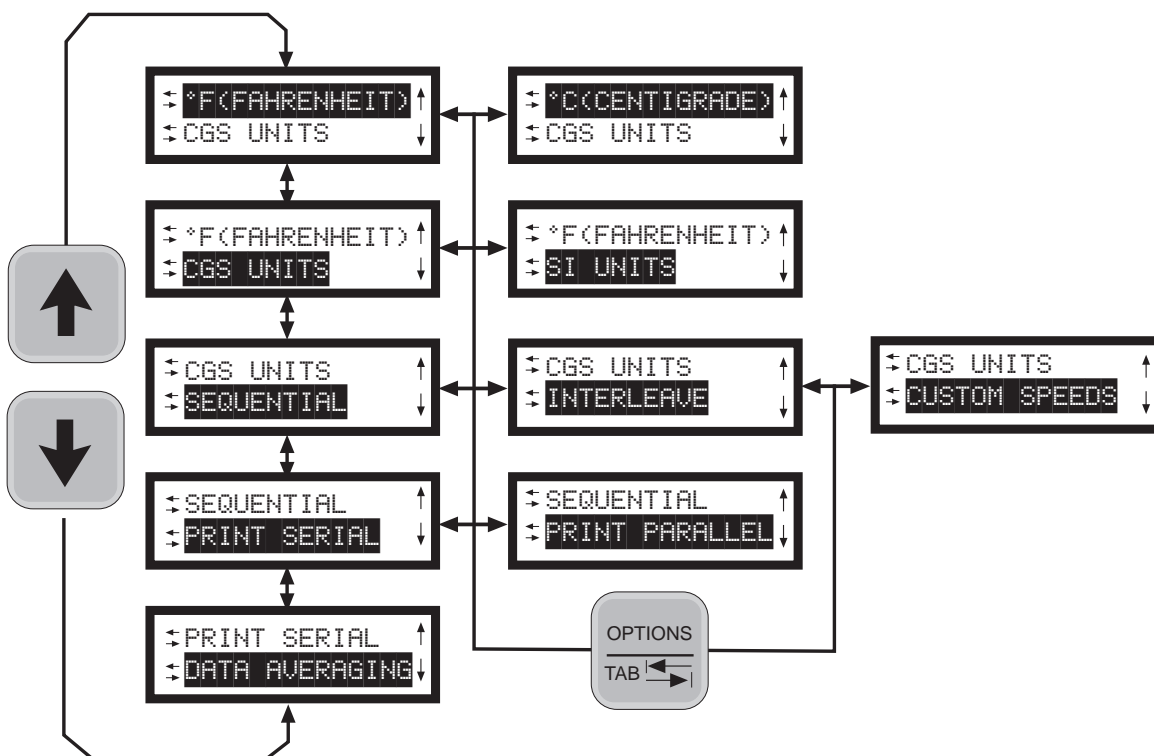 °F(FAHRENHEIT)
CGS UNITS
°C(CENTIGRADE)
CGS UNITS
°F(FAHRENHEIT)
CGS UNITS
°F(FAHRENHEIT)
SI UNITS
CGS UNITS
SEQUENTIAL
CGS UNITS
INTERLEAVE
CGS UNITS
CUSTOM SPEEDS
SEQUENTIAL
PRINT SERIAL
SEQUENTIAL
PRINT PARALLEL
PRINT SERIAL
DATA AVERAGING
OPTIONS
TAB